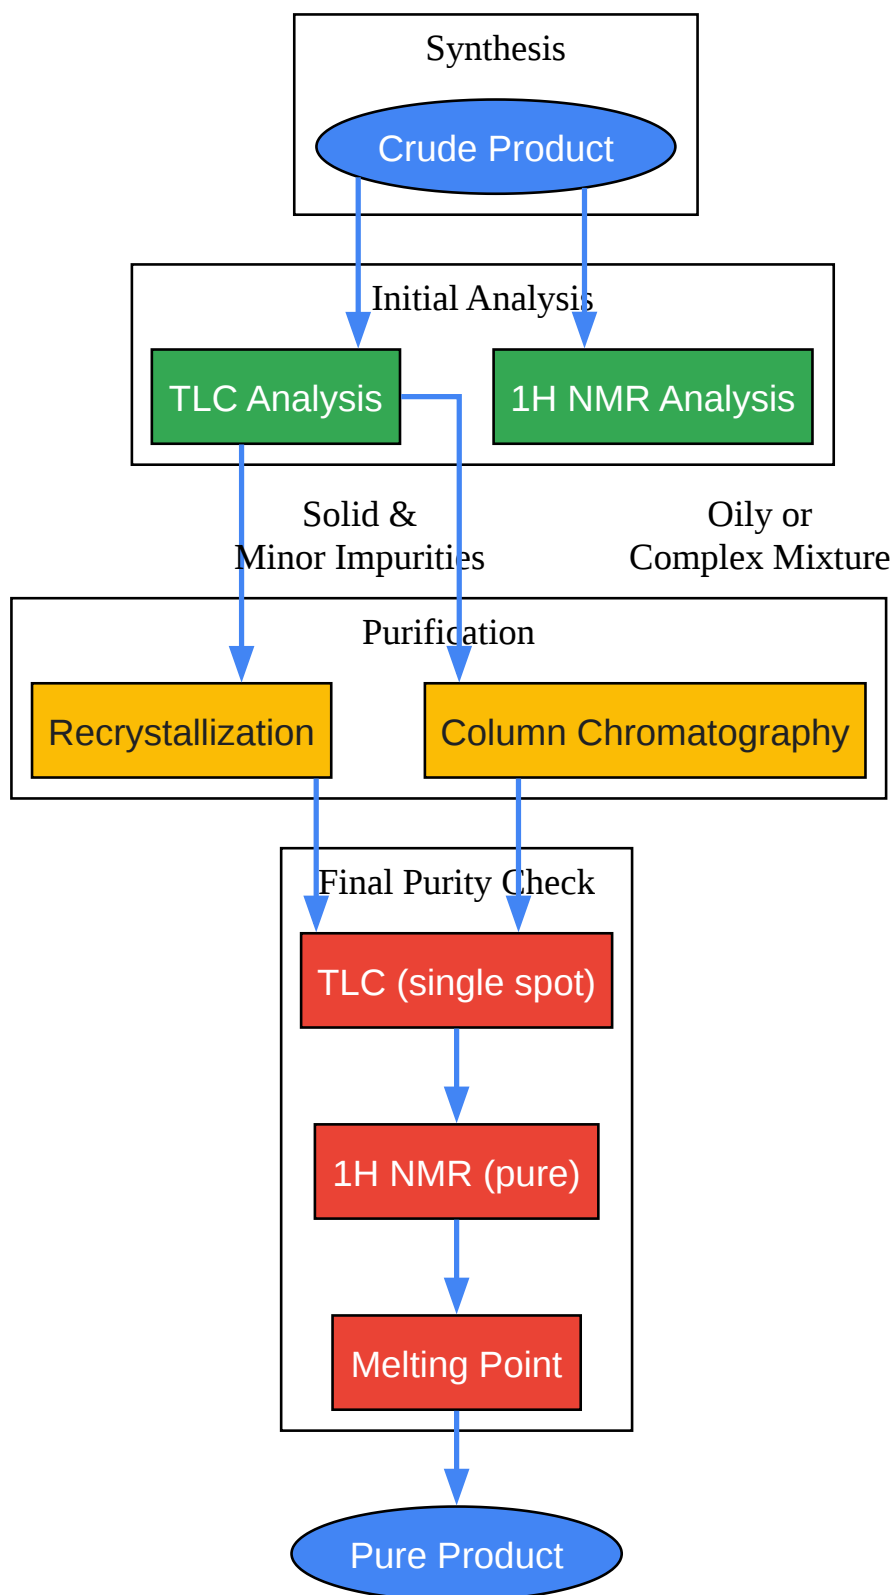 Synthesis
Crude Product
Initial Analysis
TLC Analysis
1H NMR Analysis
Solid &
Minor Impurities
Oily or
Complex Mixture
Purification
Recrystallization
Column Chromatography
Final Purity Check
TLC (single spot)
1H NMR (pure)
Melting Point
Pure Product